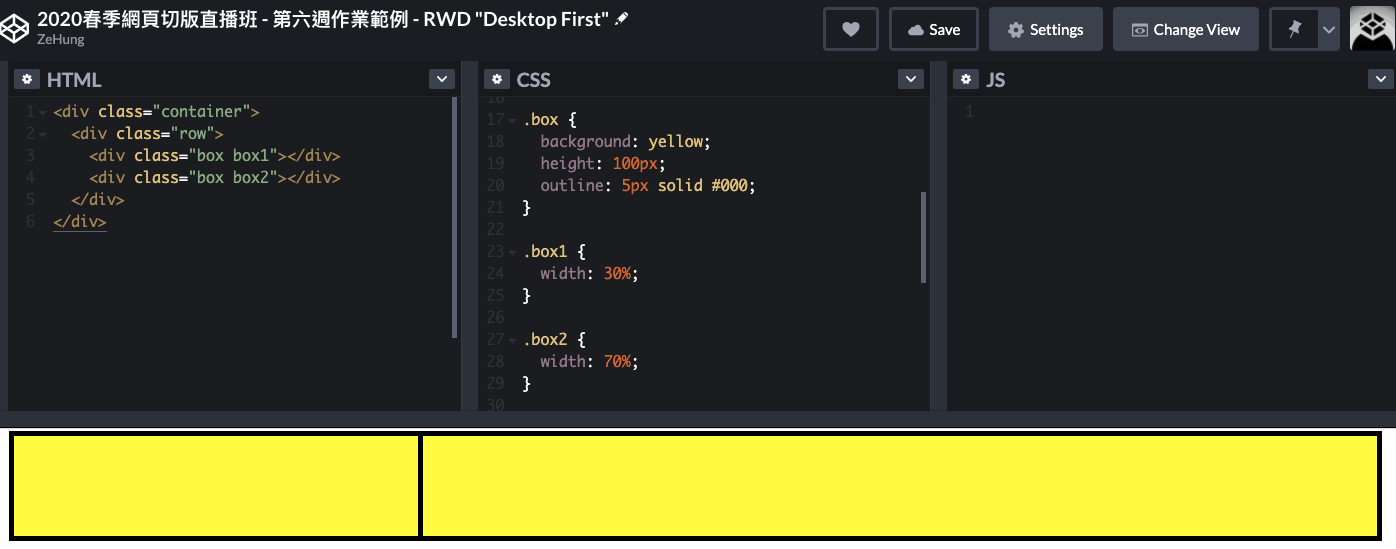 2020春季網頁切版直播班 - 第六週作業範例 - RWD "Desktop First"
ZeHung
Save
Settings
Change View
HTML
1 <div class="container">
2 <div class="row">
3 <div class="box box1"></div>
4 <div class="box box2"></div>
5 </div>
6 </div>
CSS
16
17 .box {
18 background: yellow;
19 height: 100px;
20 outline: 5px solid #000;
21 }
22
23 .box1 {
24 width: 30%;
25 }
26
27 .box2 {
28 width: 70%;
29 }
30
JS
1